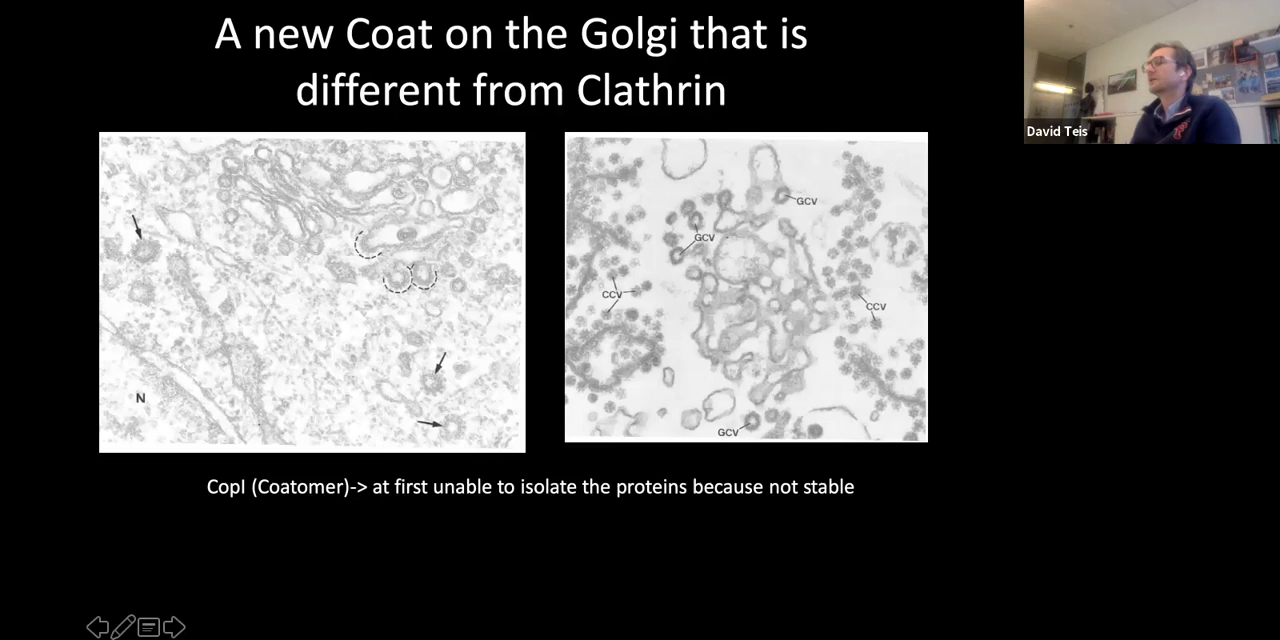 A new Coat on the Golgi that is
different from Clathrin
David Teis
N
GCV
GCV
CCV
CCV
GCV
CopI (Coatomer)-> at first unable to isolate the proteins because not stable